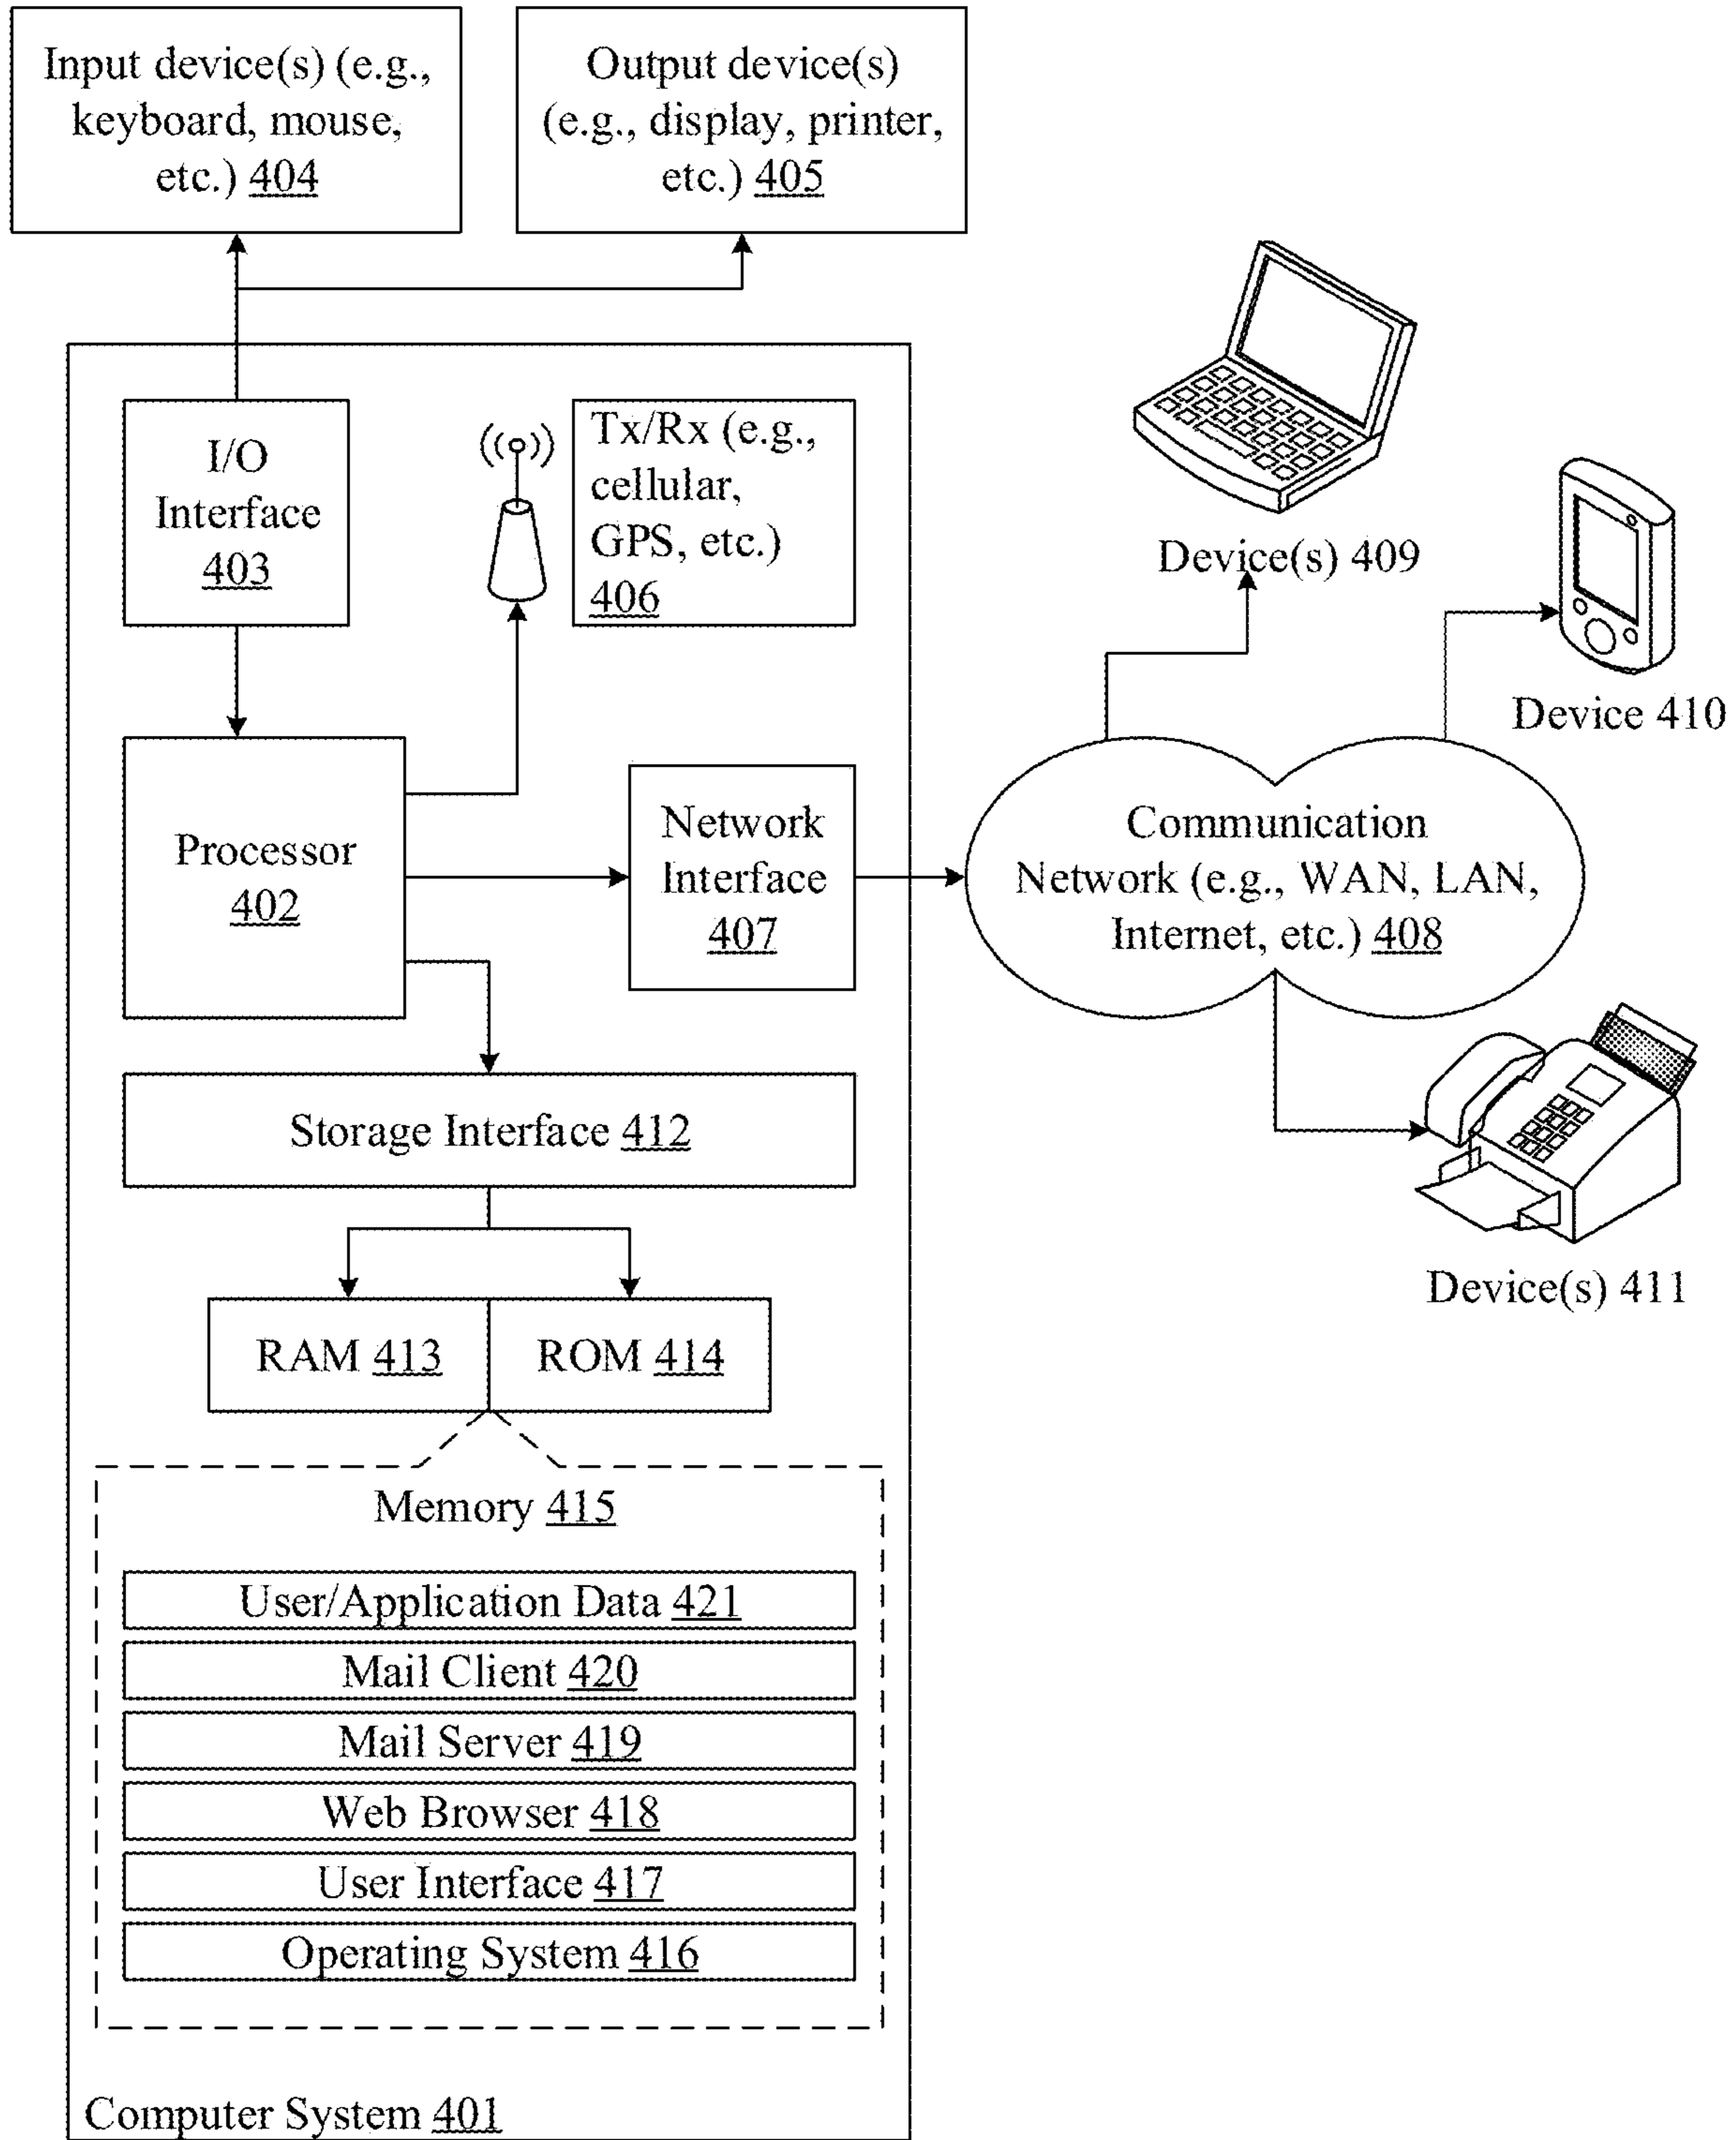 Input device(s) (e.g.,
keyboard, mouse,
etc.) 404
Output device(s)
(e.g., display, printer,
etc.) 405
I/O
Interface
403
Tx/Rx (e.g.,
cellular,
GPS, etc.)
406
Device(s) 409
Device 410
Processor
402
Network
Interface
407
Communication
Network (e.g., WAN, LAN,
Internet, etc.) 408
Storage Interface 412
Device(s) 411
RAM 413
ROM 414
Memory 415
User/Application Data 421
Mail Client 420
Mail Server 419
Web Browser 418
User Interface 417
Operating System 416
Computer System 401